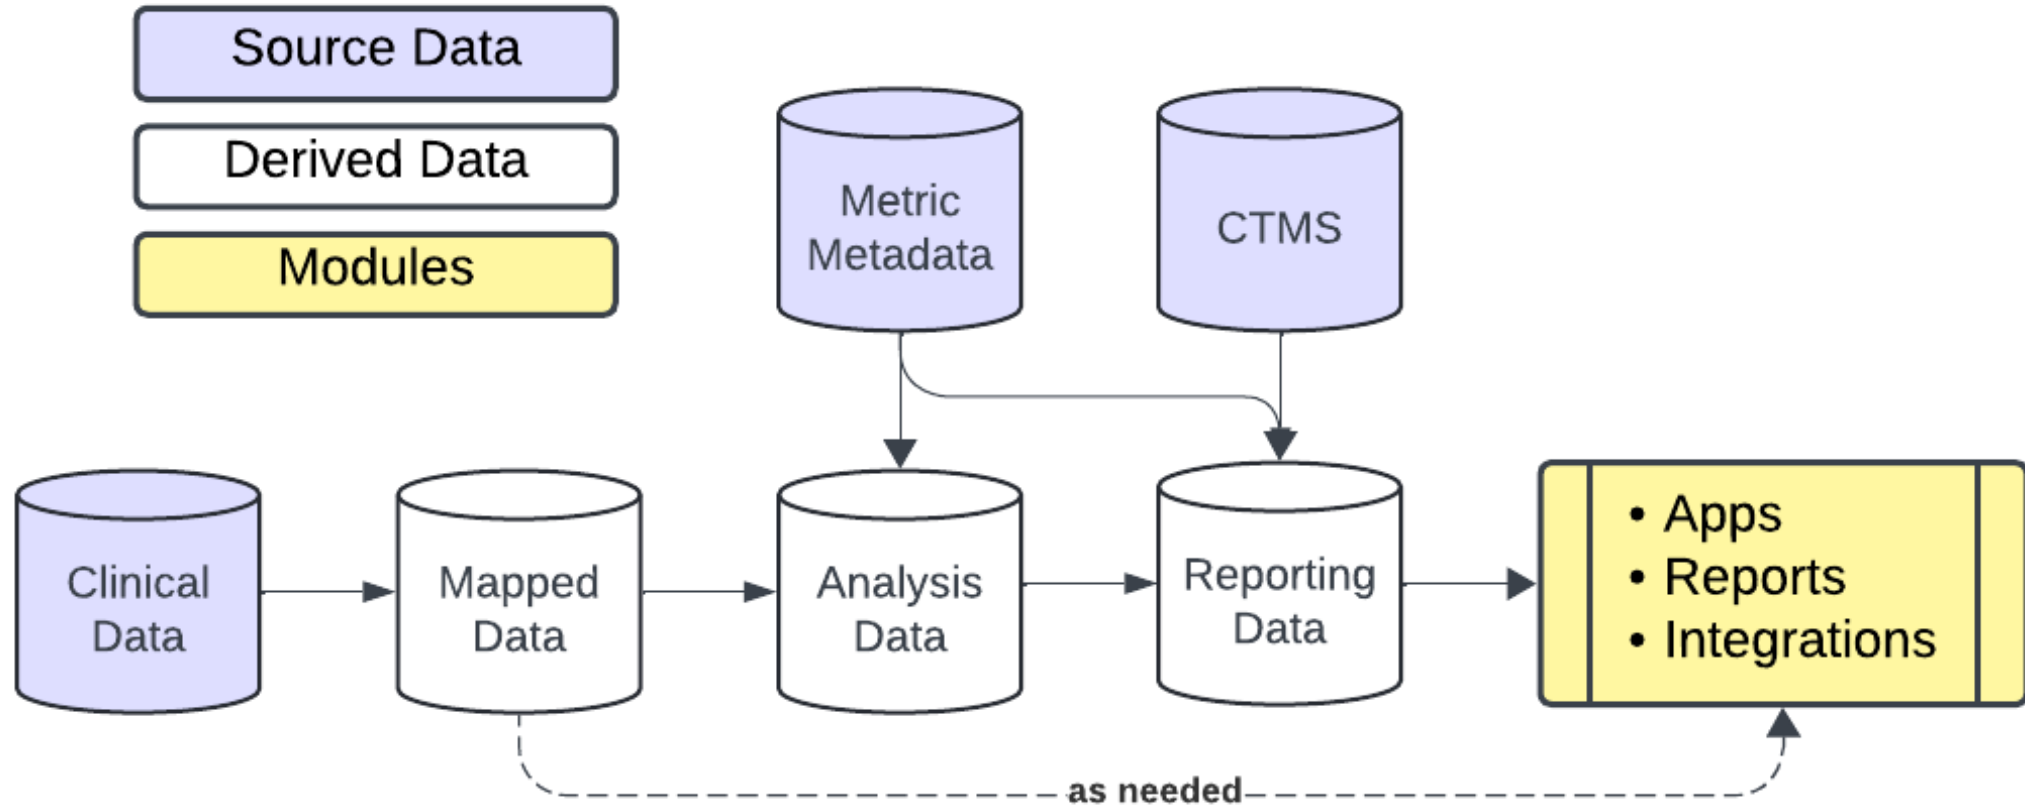 Source Data
Derived Data
Modules
Metric
Metadata
CTMS
Clinical
Data
Mapped
Data
Analysis
Data
Reporting
Data
• Apps
• Reports
• Integrations
as needed